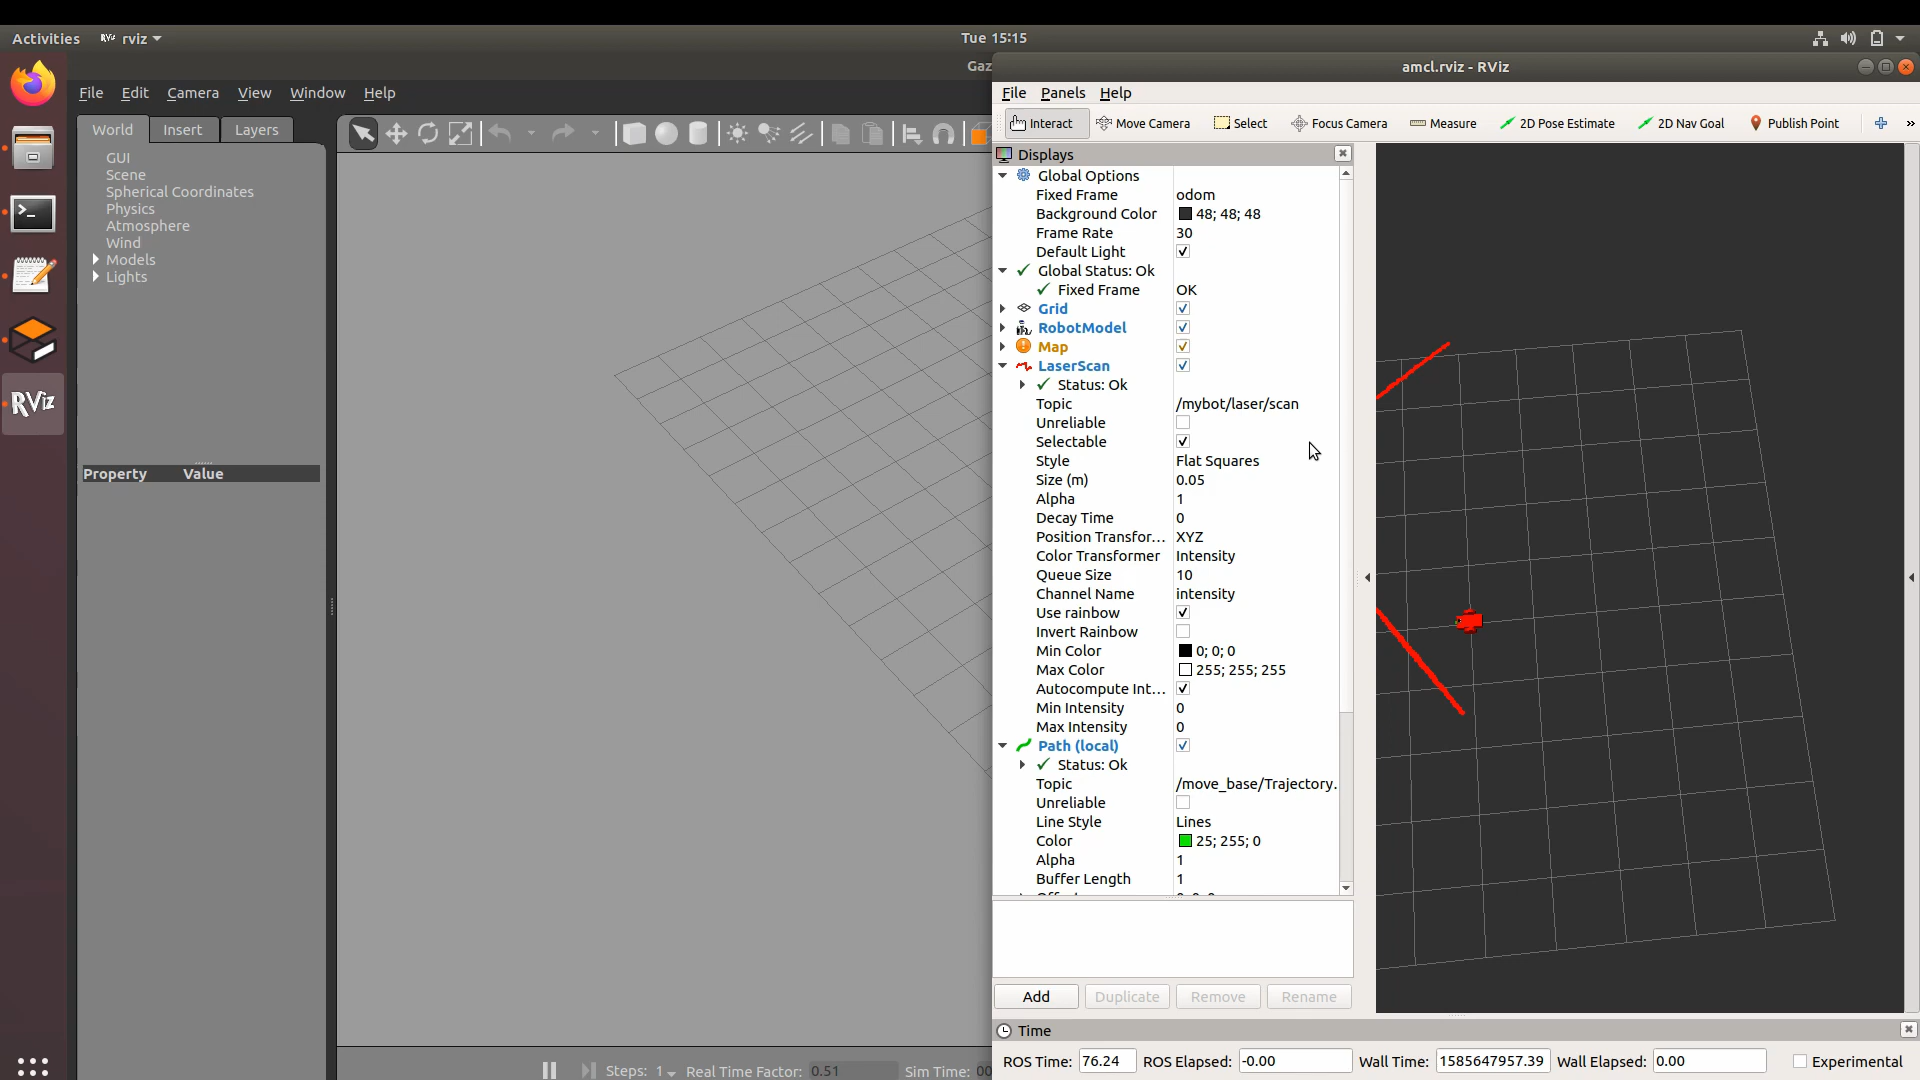 Activities RViz rviz Tue 15:15
Gaz
File Edit Camera View Window Help
World Insert Layers
GUI
Scene
Spherical Coordinates
Physics
Atmosphere
Wind
Models
Lights
Property Value
Steps: 1 Real Time Factor: 0.51 Sim Time: 00
RViz
amcl.rviz - RViz
File Panels Help
Interact Move Camera Select Focus Camera Measure 2D Pose Estimate 2D Nav Goal Publish Point »
Displays
Global Options
Fixed Frame odom
Background Color 48; 48; 48
Frame Rate 30
Default Light
Global Status: Ok
Fixed Frame OK
Grid
RobotModel
Map
LaserScan
Status: Ok
Topic /mybot/laser/scan
Unreliable
Selectable
Style Flat Squares
Size (m) 0.05
Alpha 1
Decay Time 0
Position Transfor... XYZ
Color Transformer Intensity
Queue Size 10
Channel Name intensity
Use rainbow
Invert Rainbow
Min Color 0; 0; 0
Max Color 255; 255; 255
Autocompute Int...
Min Intensity 0
Max Intensity 0
Path (local)
Status: Ok
Topic /move_base/Trajectory.
Unreliable
Line Style Lines
Color 25; 255; 0
Alpha 1
Buffer Length 1
Add Duplicate Remove Rename
Time
ROS Time: 76.24 ROS Elapsed: -0.00 Wall Time: 1585647957.39 Wall Elapsed: 0.00 Experimental